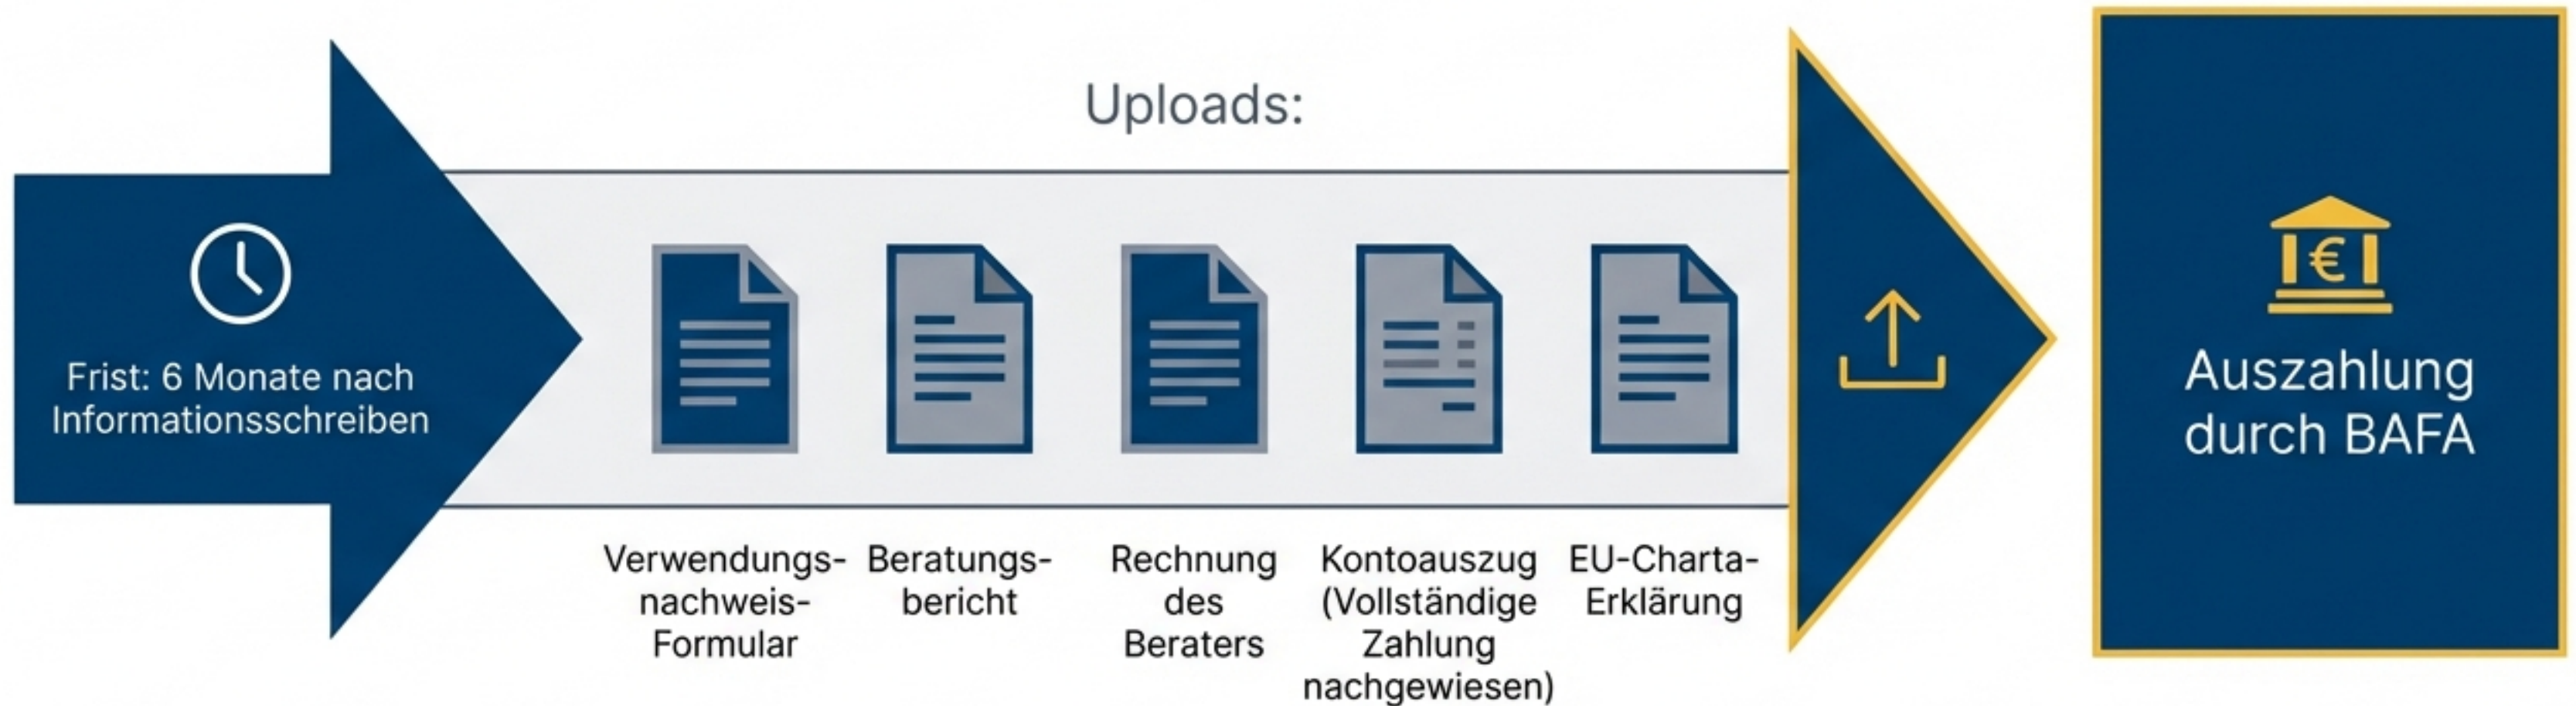 Uploads:
Frist: 6 Monate nach
Informationsschreiben
Verwendungs-
nachweis-
Formular
Beratungs-
bericht
Rechnung
des
Beraters
Kontoauszug
(Vollständige
Zahlung
nachgewiesen)
EU-Charta-
Erklärung
€
Auszahlung
durch BAFA